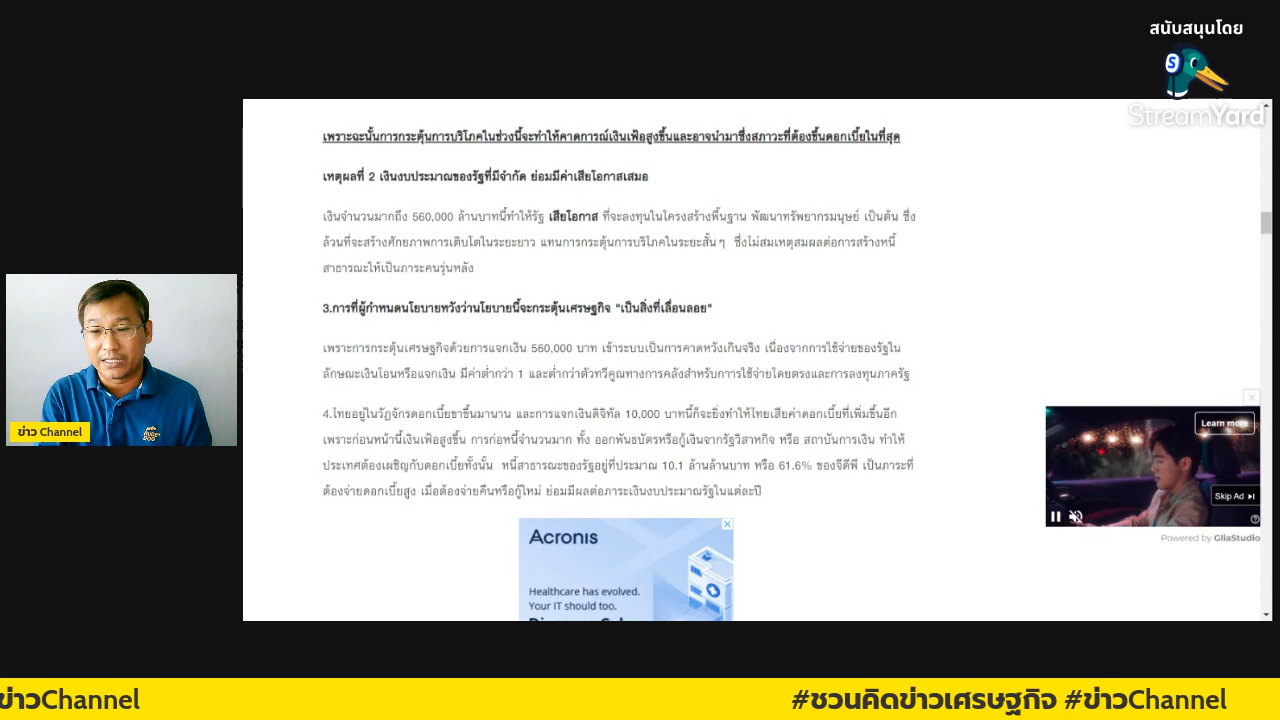 สนับสนุนโดย
S
StreamYard
เพราะฉะนั้นการกระตุ้นการบริโภคในช่วงนี้จะทำให้คาดการณ์เงินเฟ้อสูงขึ้นและอาจนำมาซึ่งสภาวะที่ต้องขึ้นดอกเบี้ยในที่สุด
เหตุผลที่ 2 เงินงบประมาณของรัฐที่มีจำกัด ย่อมมีค่าเสียโอกาสเสมอ
เงินจำนวนมากถึง 560,000 ล้านบาทนี้ทำให้รัฐ เสียโอกาส ที่จะลงทุนในโครงสร้างพื้นฐาน พัฒนาทรัพยากรมนุษย์ เป็นต้น ซึ่ง
ล้วนที่จะสร้างศักยภาพการเติบโตในระยะยาว แทนการกระตุ้นการบริโภคในระยะสั้น ๆ ซึ่งไม่สมเหตุสมผลต่อการสร้างหนี้
สาธารณะให้เป็นภาระคนรุ่นหลัง
3.การที่ผู้กำหนดนโยบายหวังว่านโยบายนี้จะกระตุ้นเศรษฐกิจ "เป็นสิ่งที่เลื่อนลอย"
เพราะการกระตุ้นเศรษฐกิจด้วยการแจกเงิน 560,000 บาท เข้าระบบเป็นการคาดหวังเกินจริง เนื่องจากการใช้จ่ายของรัฐใน
ลักษณะเงินโอนหรือแจกเงิน มีค่าต่ำกว่า 1 และต่ำกว่าตัวทวีคูณทางการคลังสำหรับการใช้จ่ายโดยตรงและการลงทุนภาครัฐ
4.ไทยอยู่ในวัฏจักรดอกเบี้ยขาขึ้นมานาน และการแจกเงินดิจิทัล 10,000 บาทนี้ก็จะยิ่งทำให้ไทยเสียค่าดอกเบี้ยที่เพิ่มขึ้นอีก
เพราะก่อนหน้านี้เงินเฟ้อสูงขึ้น การก่อหนี้จำนวนมาก ทั้ง ออกพันธบัตรหรือกู้เงินจากรัฐวิสาหกิจ หรือ สถาบันการเงิน ทำให้
ประเทศต้องเผชิญกับดอกเบี้ยทั้งนั้น หนี้สาธารณะของรัฐอยู่ที่ประมาณ 10.1 ล้านล้านบาท หรือ 61.6% ของจีดีพี เป็นภาระที่
ต้องจ่ายดอกเบี้ยสูง เมื่อต้องจ่ายคืนหรือกู้ใหม่ ย่อมมีผลต่อภาระเงินงบประมาณรัฐในแต่ละปี
Learn more
Skip Ad
Powered by GliaStudio
Acronis
Healthcare has evolved.
Your IT should too.
ข่าว Channel
ข่าวChannel
#ชวนคิดข่าวเศรษฐกิจ #ข่าวChannel